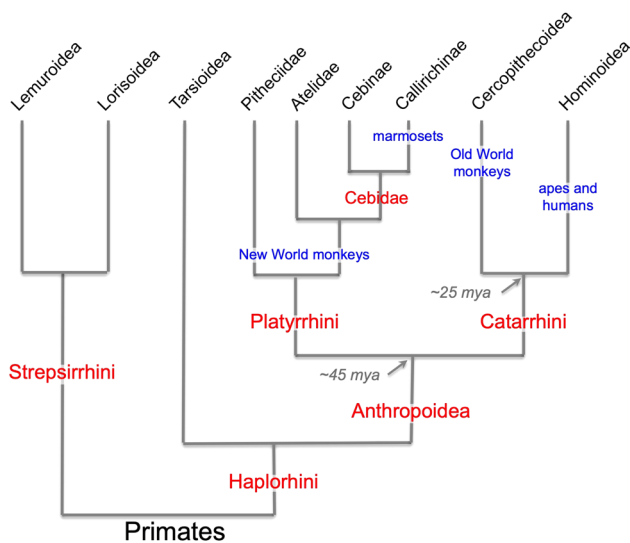 Lemuroidea
Lorisoidea
Tarsioidea
Pitheciidae
Atelidae
Cebinae
Callirichinae
Cercopithecoidea
Hominoidea
marmosets
Old World
monkeys
apes and
humans
Cebidae
New World monkeys
~25 mya
Platyrrhini
Catarrhini
Strepsirrhini
~45 mya
Anthropoidea
Haplorhini
Primates